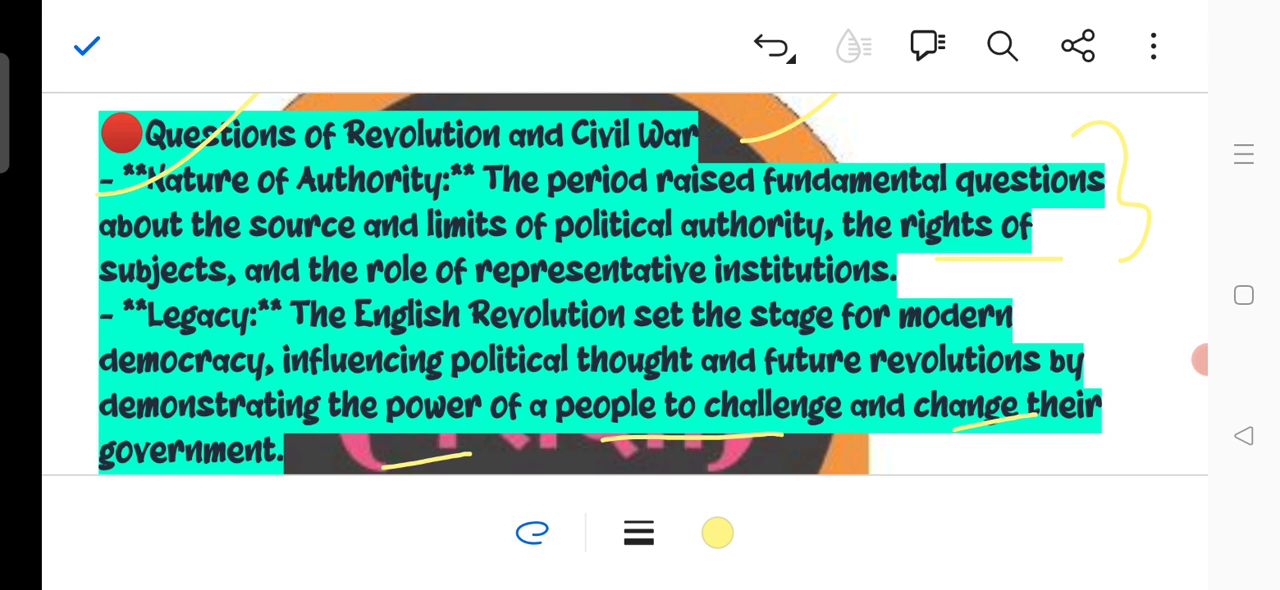 🔴Questions of Revolution and Civil War
- **Nature of Authority:** The period raised fundamental questions
about the source and limits of political authority, the rights of
subjects, and the role of representative institutions.
- **Legacy:** The English Revolution set the stage for modern
democracy, influencing political thought and future revolutions by
demonstrating the power of a people to challenge and change their
government.